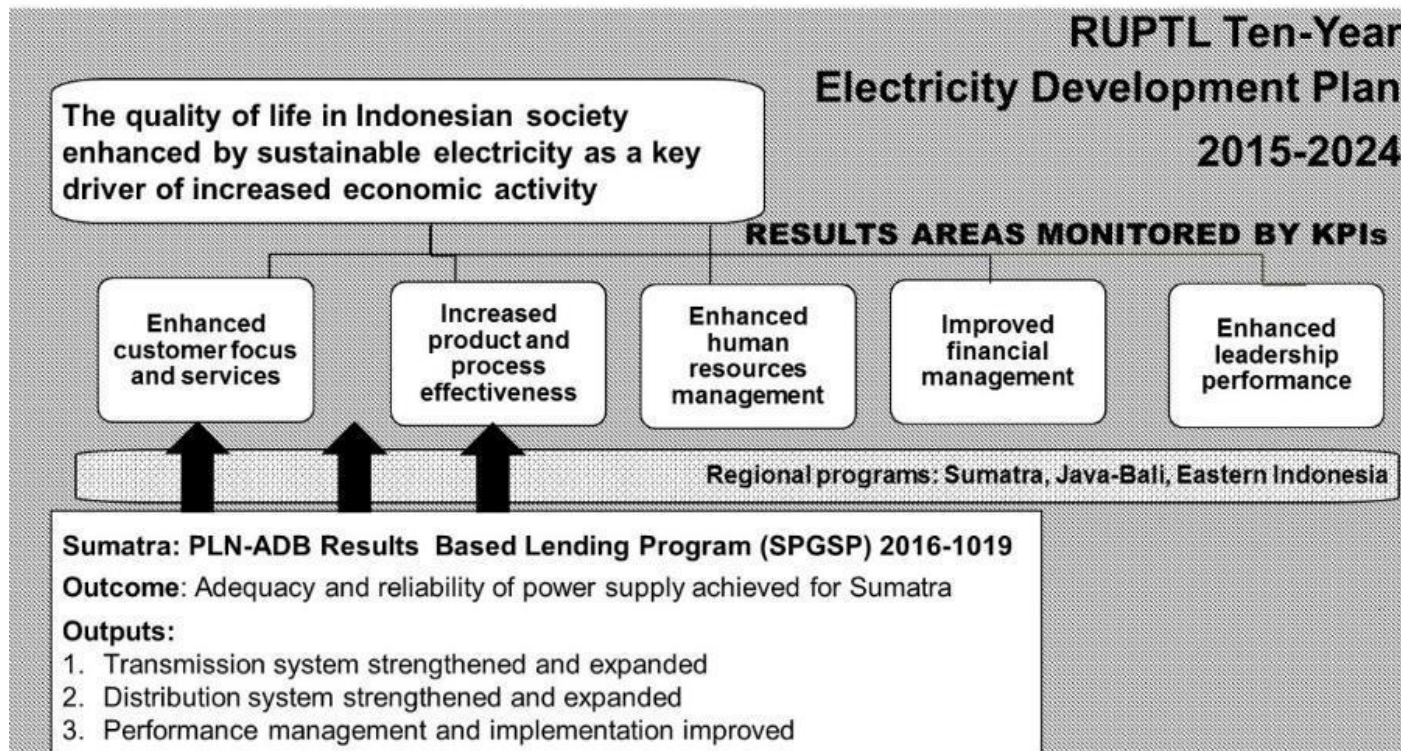 RUPTL Ten-Year
Electricity Development Plan
2015-2024
The quality of life in Indonesian society
enhanced by sustainable electricity as a key
driver of increased economic activity
RESULTS AREAS MONITORED BY KPIs
Enhanced
customer focus
and services
Increased
product and
process
effectiveness
Enhanced
human
resources
management
Improved
financial
management
Enhanced
leadership
performance
Regional programs: Sumatra, Java-Bali, Eastern Indonesia
Sumatra: PLN-ADB Results Based Lending Program (SPGSP) 2016-1019
Outcome: Adequacy and reliability of power supply achieved for Sumatra
Outputs:
1. Transmission system strengthened and expanded
2. Distribution system strengthened and expanded
3. Performance management and implementation improved